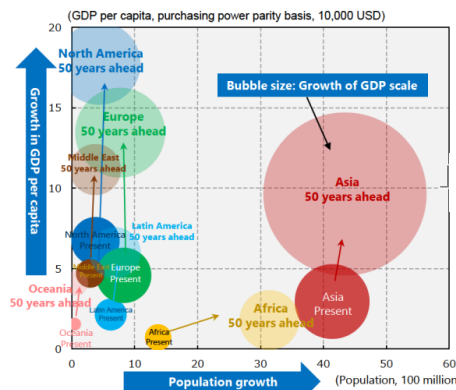 (GDP per capita, purchasing power parity basis, 10,000 USD)
20
15
10
5
0
Growth in GDP per capita
North America
50 years ahead
Europe
50 years ahead
Bubble size: Growth of GDP scale
Middle East
50 years ahead
Asia
50 years ahead
Latin America
50 years ahead
North America
Present
Middle East
Present
Europe
Present
Oceania
50 years ahead
Latin America
Present
Oceania
Present
Africa
Present
Africa
50 years ahead
Asia
Present
0
10
20
30
40
50
60
Population growth
(Population, 100 million